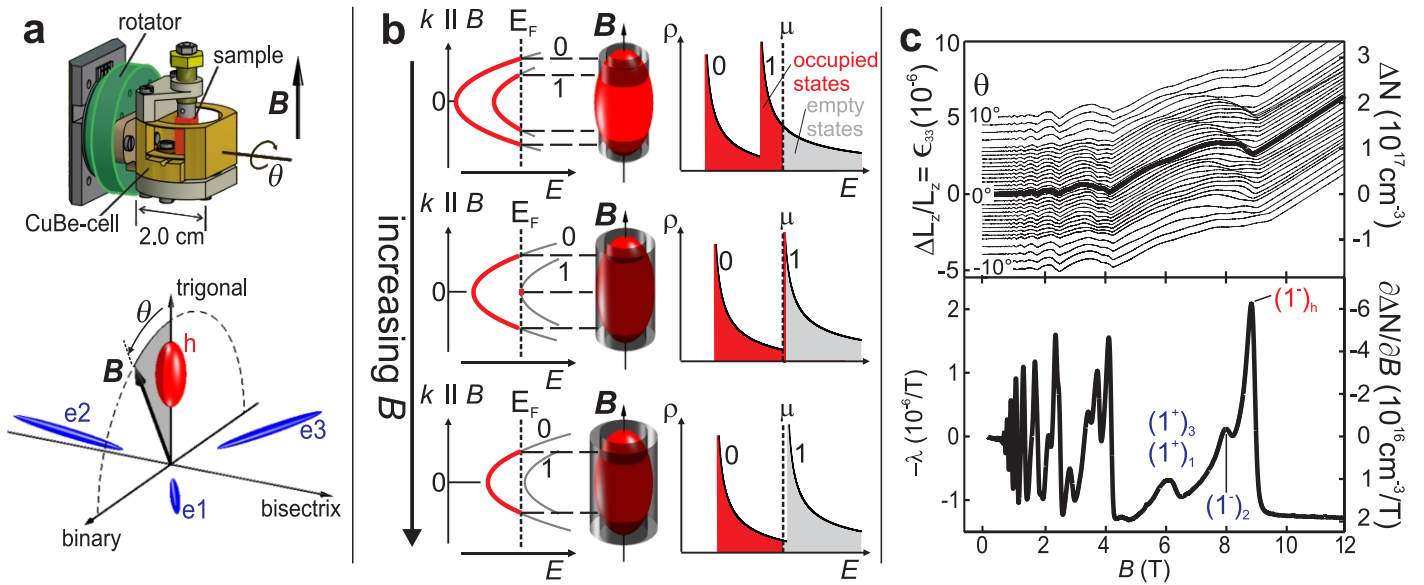 a
rotator
sample
B
θ
CuBe-cell
2.0 cm
trigonal
θ
h
B
e2
e3
e1
binary
bisectrix
b
increasing B
k || B
E_F
0
1
0
E
B
ρ
μ
0
1
occupied
states
empty
states
E
k || B
0
1
0
E
B
ρ
μ
0
1
E
k || B
E_F
0
1
0
E
B
ρ
μ
0
1
E
c
ΔL_z/L_z = ϵ_33 (10^-6)
5
0
-5
θ
10°
0°
-10°
ΔN (10^17 cm^-3)
3
2
1
0
-1
−λ (10^-6/T)
2
1
0
-1
(1^-)_h
(1^+)_3
(1^+)_1
(1^-)_2
∂ΔN/∂B (10^16 cm^-3/T)
-6
-4
-2
0
1
2
0 2 4 6 8 10 12
B (T)